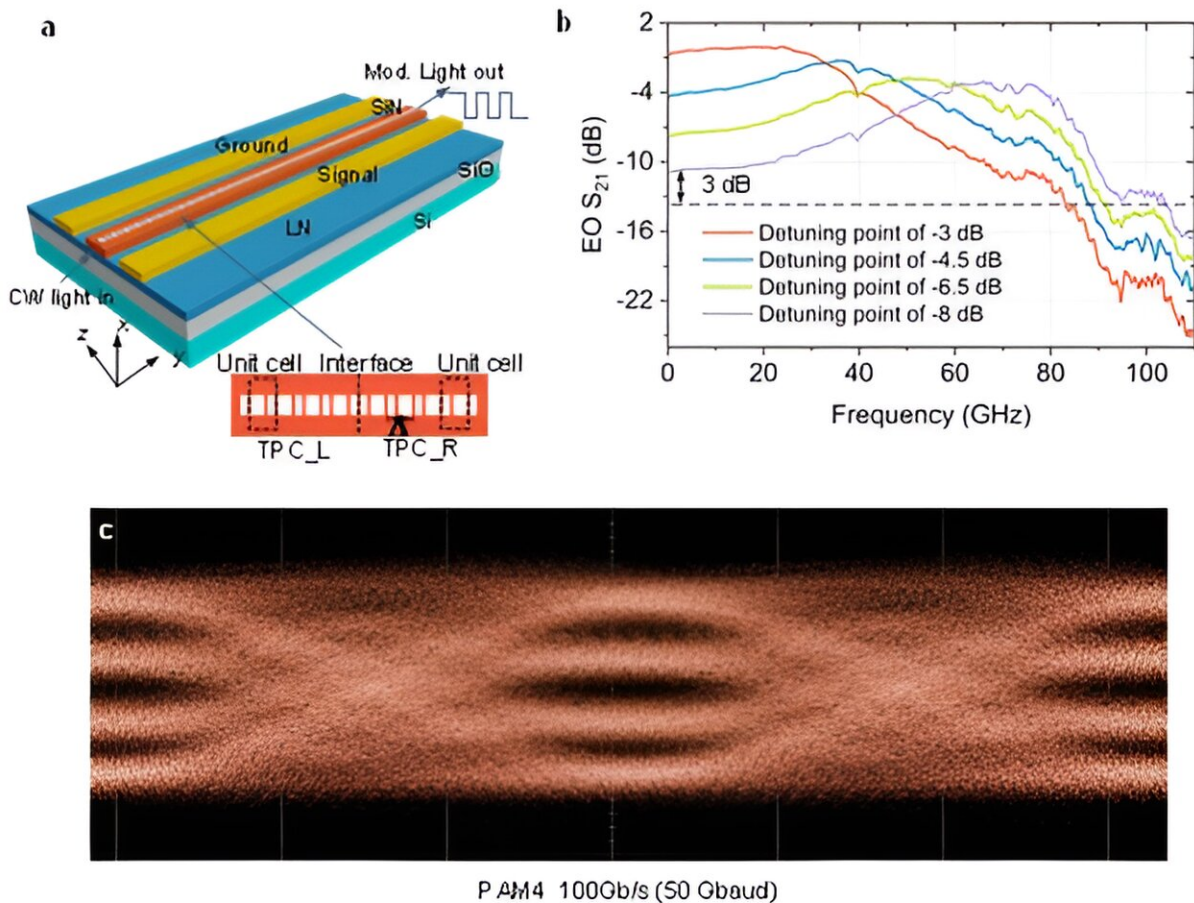 a
Mod. Light out
SiN
Ground
Signal
SiO
LN
Si
CW light in
x
z
y
Unit cell Interface Unit cell
TPC_L TPC_R
b
EO S21 (dB)
2
-4
-10
-16
-22
3 dB
Detuning point of -3 dB
Detuning point of -4.5 dB
Detuning point of -6.5 dB
Detuning point of -8 dB
0 20 40 60 80 100
Frequency (GHz)
c
PAM4 100Gb/s (50 Gbaud)